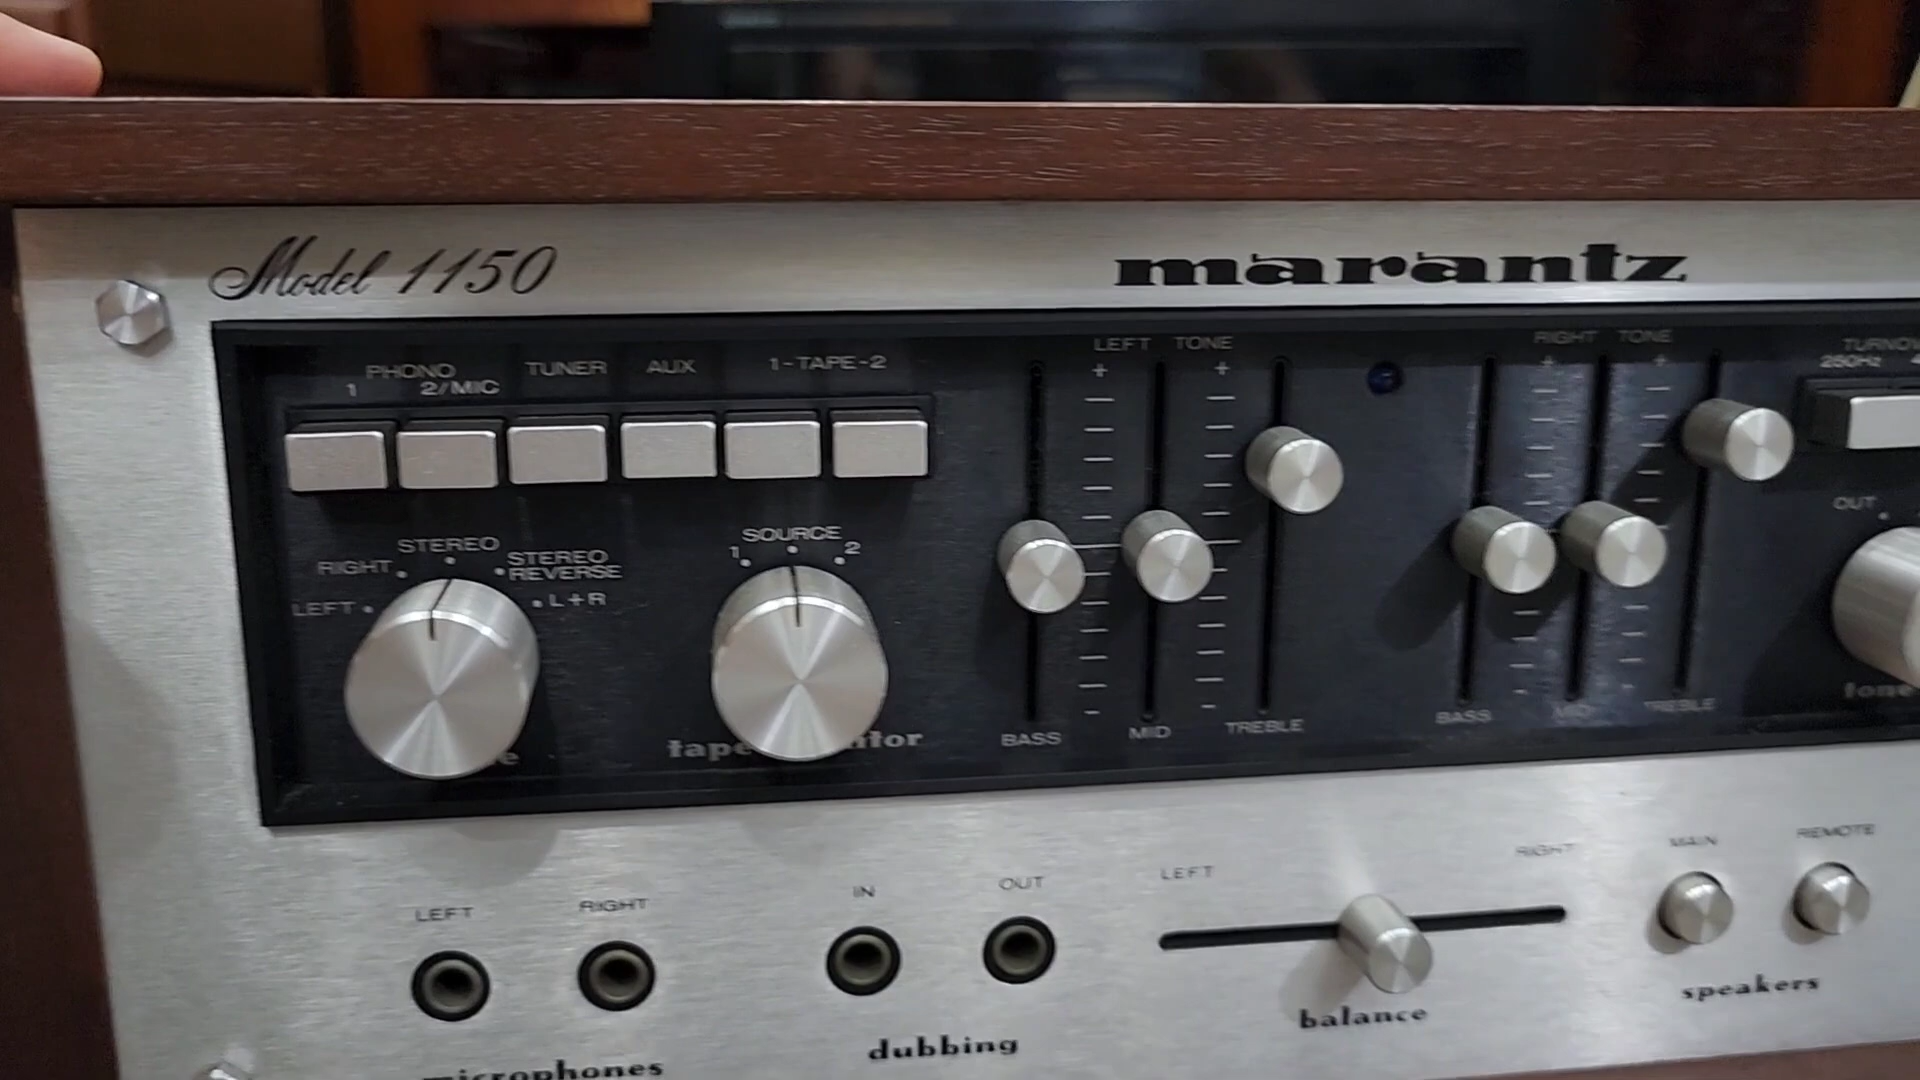 Model 1150
marantz
PHONO
1 2/MIC
TUNER
AUX
1-TAPE-2
LEFT TONE
+ +
RIGHT TONE
+ +
250Hz
OUT
STEREO
RIGHT
STEREO
REVERSE
LEFT
L+R
SOURCE
1 2
tape
BASS
MID
TREBLE
BASS
MID
TREBLE
tone
LEFT
RIGHT
microphones
IN
OUT
dubbing
LEFT
RIGHT
balance
MAIN
REMOTE
speakers